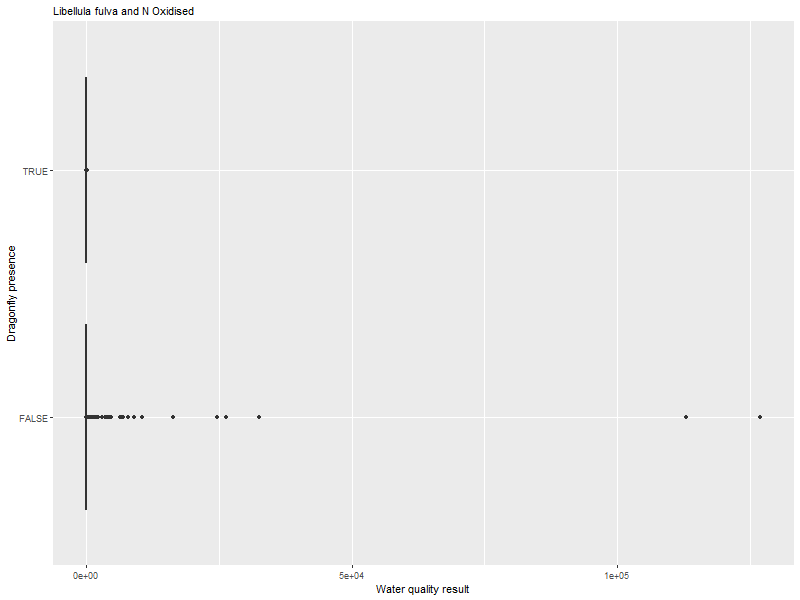 Libellula fulva and N Oxidised
TRUE
Dragonfly presence
FALSE
0e+00 5e+04 1e+05
Water quality result